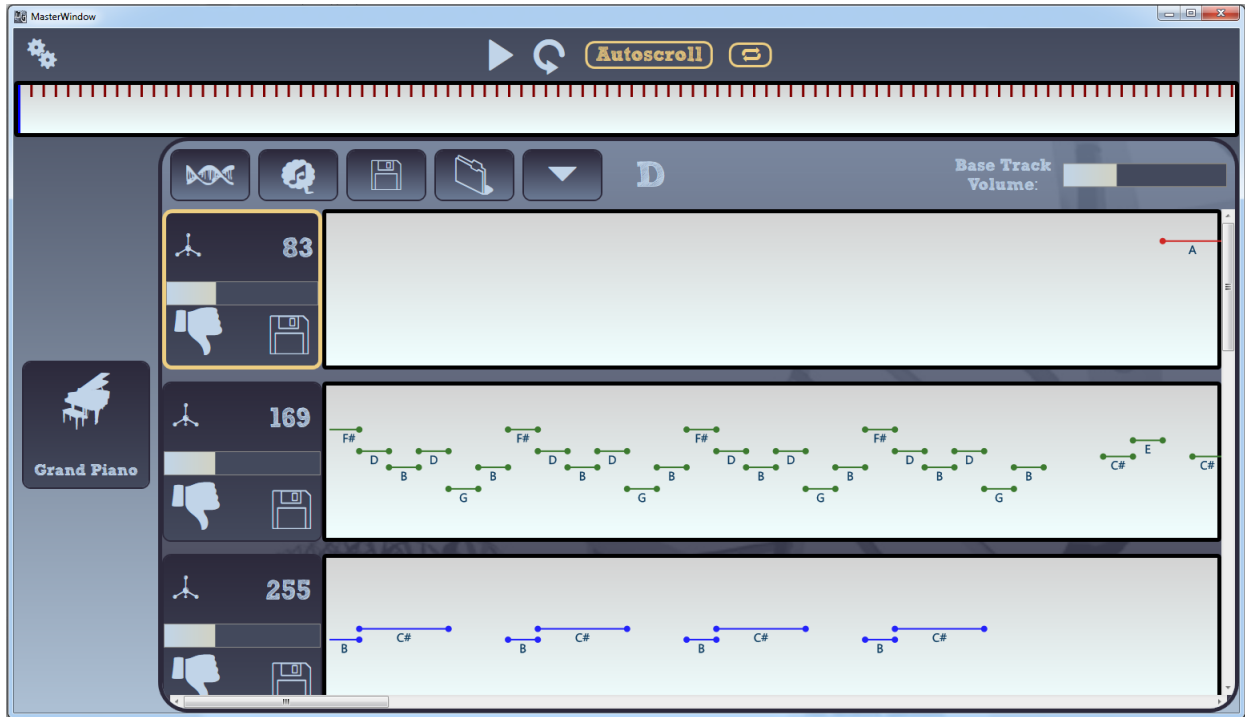 MasterWindow
Autoscroll
D
Base Track
Volume:
83
A
Grand Piano
169
F# F# F# F#
E
D D D D D D D D
C# C#
B B B B B B B B
G G G G
255
C# C# C# C#
B B B B